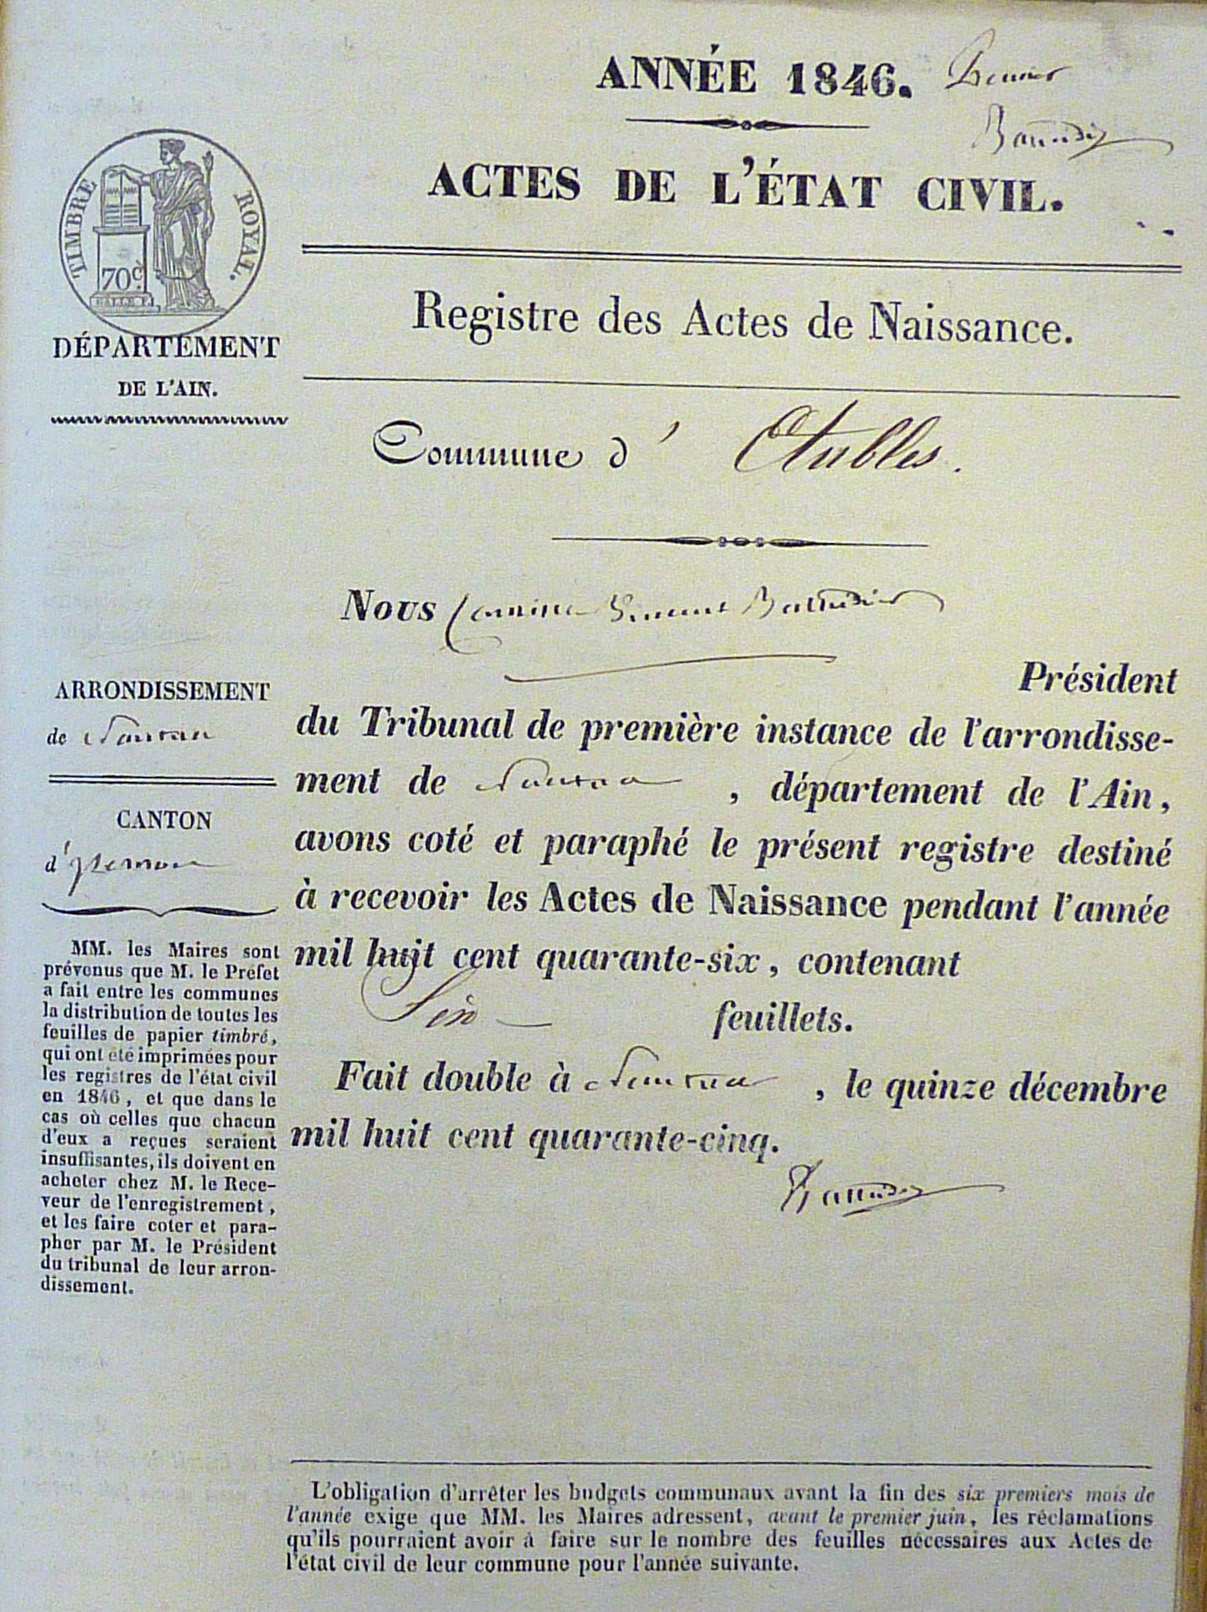 ANNÉE 1846. Premier
ACTES DE L'ÉTAT CIVIL.
TIMBRE ROYAL.
70 c.
DÉPARTEMENT
DE L'AIN.
Registre des Actes de Naissance.
Commune d'
Nous
Président
du Tribunal de première instance de l'arrondisse-
ment de Nantua, département de l'Ain,
avons coté et paraphé le présent registre destiné
à recevoir les Actes de Naissance pendant l'année
mil huit cent quarante-six, contenant
Six feuillets.
Fait double à Nantua, le quinze décembre
mil huit cent quarante-cinq.
ARRONDISSEMENT
de Nantua
CANTON
d'
MM. les Maires sont
prévenus que M. le Préfet
a fait entre les communes
la distribution de toutes les
feuilles de papier timbré,
qui ont été imprimées pour
les registres de l'état civil
en 1846, et que dans le
cas où celles que chacun
d'eux a reçues seraient
insuffisantes, ils doivent en
acheter chez M. le Rece-
veur de l'enregistrement,
et les faire coter et para-
pher par M. le Président
du tribunal de leur arron-
dissement.
L'obligation d'arrêter les budgets communaux avant la fin des six premiers mois de
l'année exige que MM. les Maires adressent, avant le premier juin, les réclamations
qu'ils pourraient avoir à faire sur le nombre des feuilles nécessaires aux Actes de
l'état civil de leur commune pour l'année suivante.